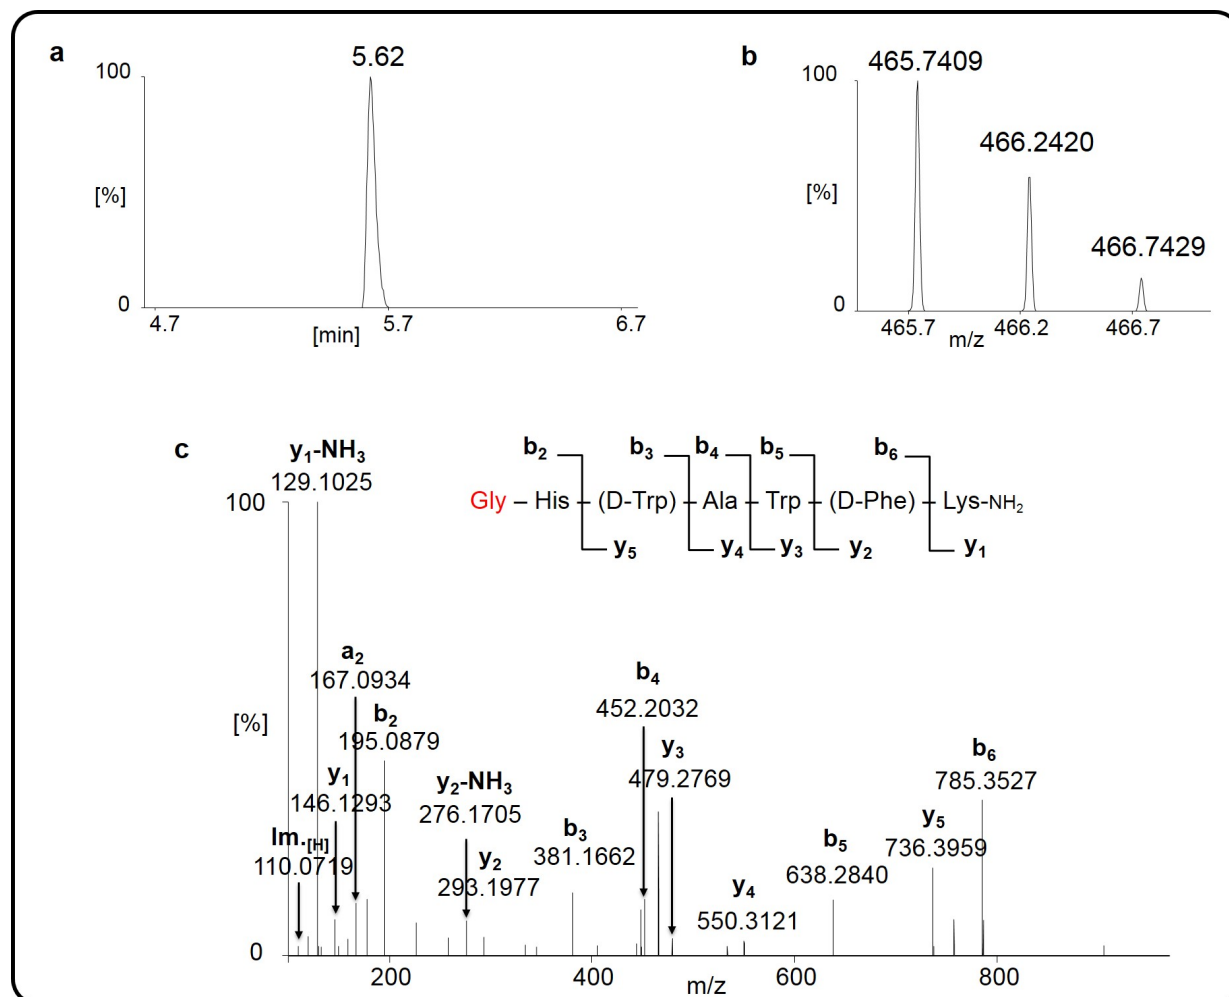 a
5.62
100
[%]
0
4.7
5.7
6.7
[min]
b
465.7409
100
466.2420
[%]
466.7429
0
465.7
466.2
466.7
m/z
c
y₁-NH₃
129.1025
100
b₂ b₃ b₄ b₅ b₆
Gly – His – (D-Trp) – Ala – Trp – (D-Phe) – Lys-NH₂
y₅ y₄ y₃ y₂ y₁
a₂
167.0934
b₂
195.0879
[%]
y₁
146.1293
Im.[H]
110.0719
y₂-NH₃
276.1705
y₂
293.1977
b₃
381.1662
b₄
452.2032
y₃
479.2769
y₄
550.3121
b₅
638.2840
y₅
736.3959
b₆
785.3527
0
200
400
600
800
m/z